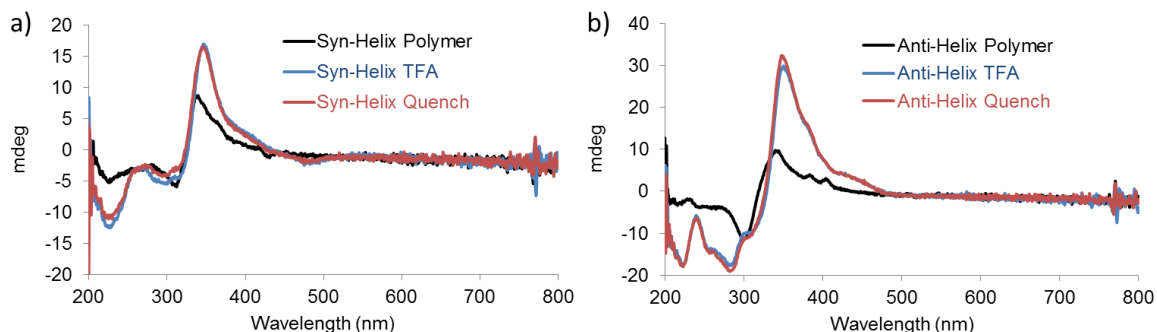 a)
20
15
10
5
0
-5
-10
-15
-20
mdeg
Syn-Helix Polymer
Syn-Helix TFA
Syn-Helix Quench
200 300 400 500 600 700 800
Wavelength (nm)
b)
40
30
20
10
0
-10
-20
mdeg
Anti-Helix Polymer
Anti-Helix TFA
Anti-Helix Quench
200 300 400 500 600 700 800
Wavelength (nm)